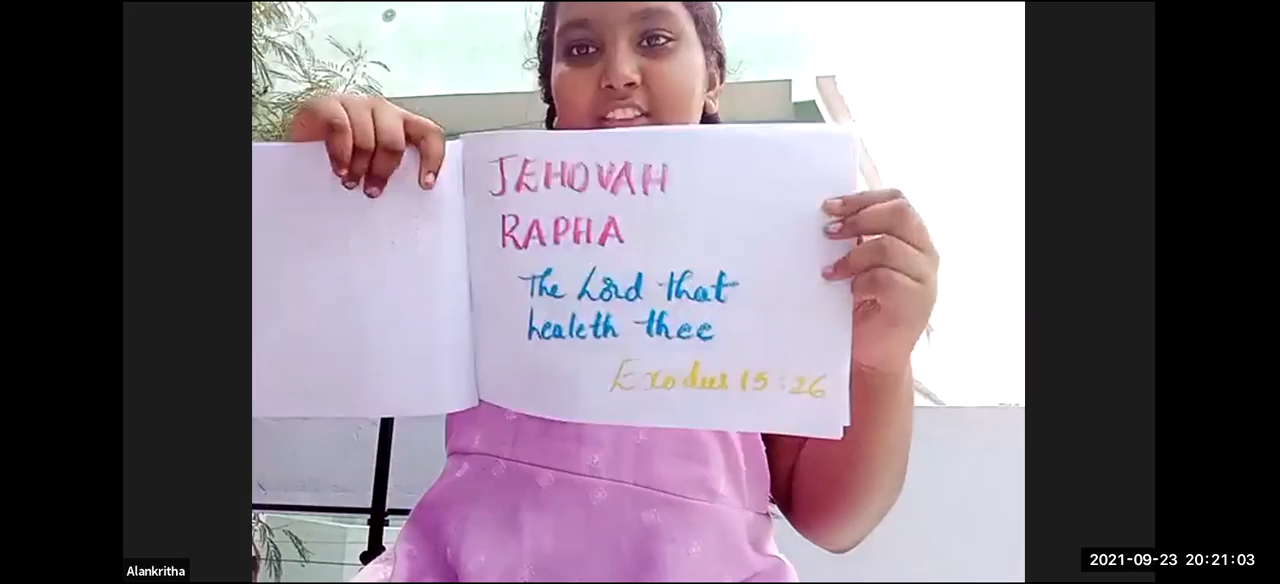 JEHOVAH
RAPHA
The Lord that
healeth thee
Exodus 15:26
Alankritha
2021-09-23 20:21:03